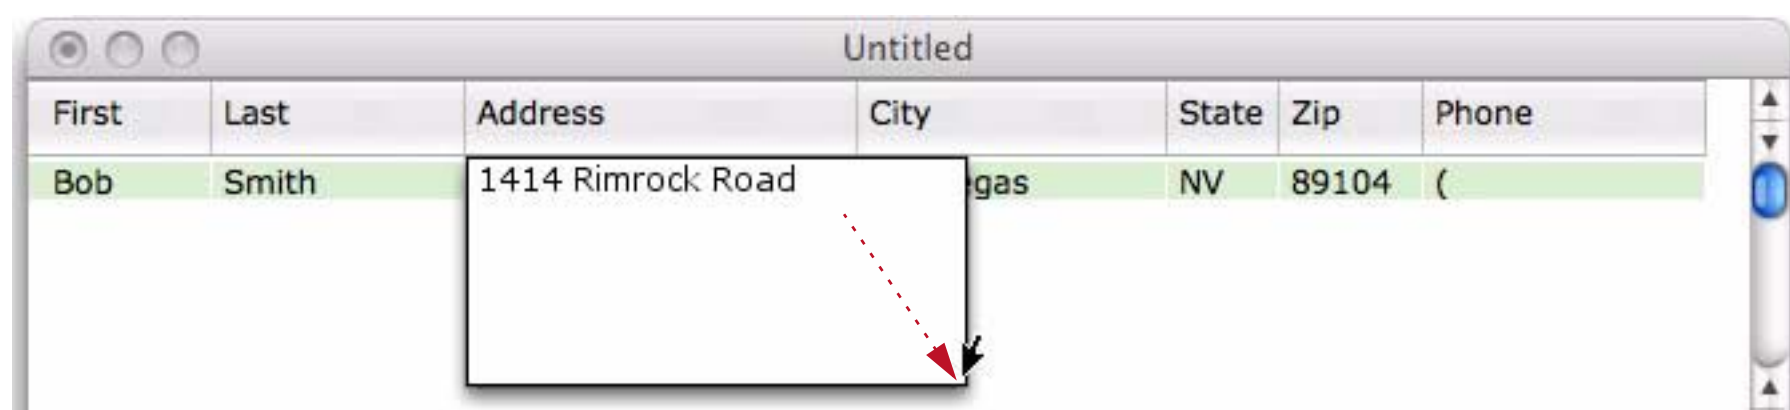 Untitled
First Last Address City State Zip Phone
Bob Smith 1414 Rimrock Road gas NV 89104 (